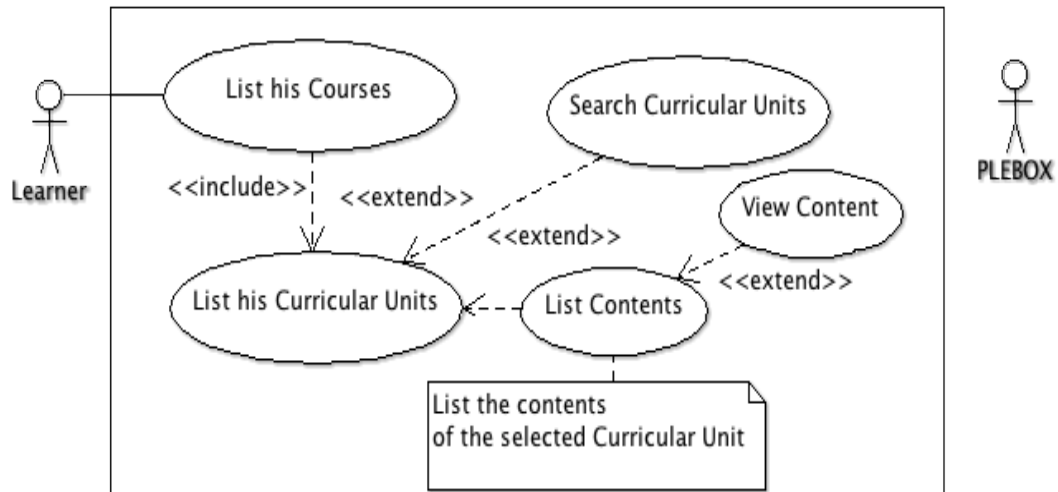 List his Courses
Search Curricular Units
Learner
PLEBOX
<<include>>
<<extend>>
View Content
<<extend>>
<<extend>>
List his Curricular Units
List Contents
List the contents
of the selected Curricular Unit